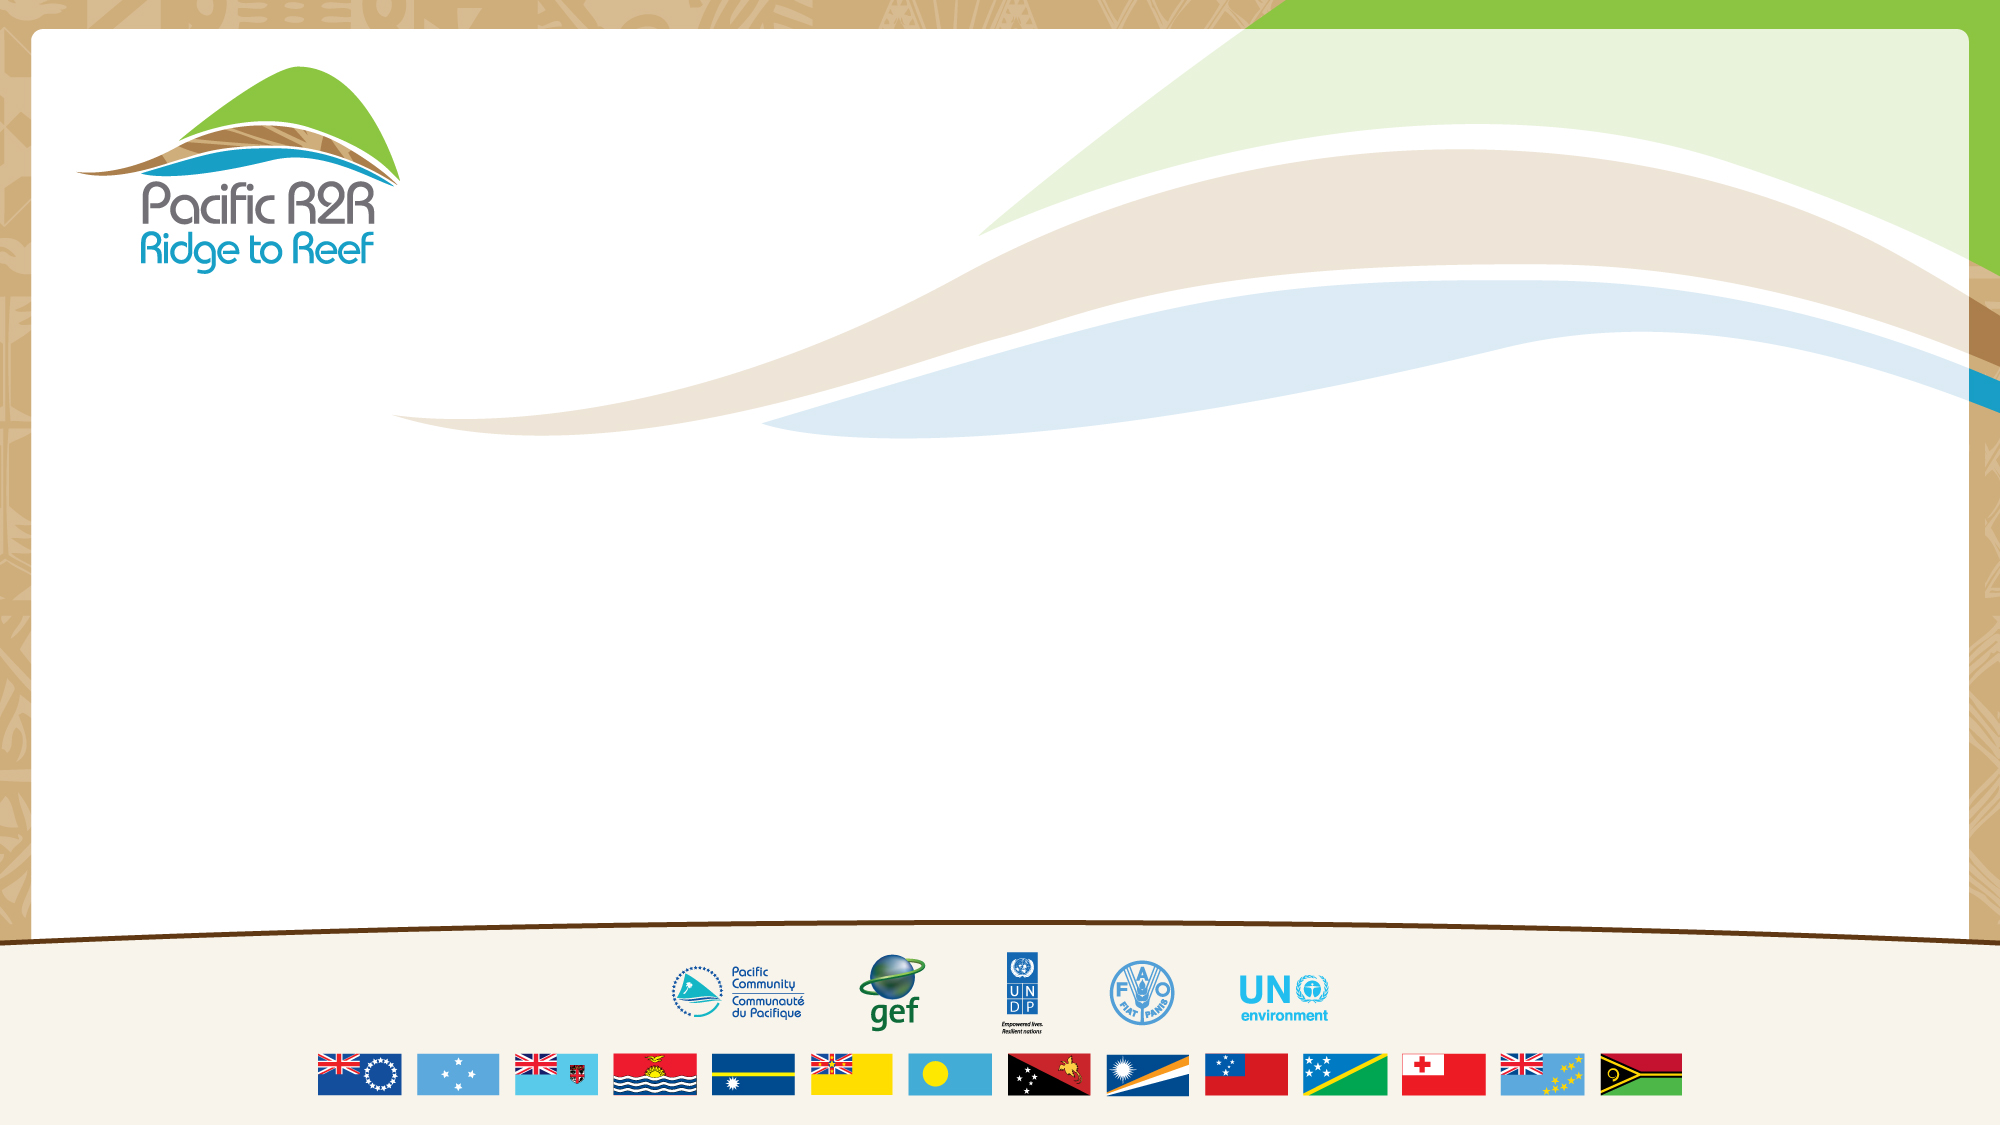 Pacific R2R
Ridge to Reef
Pacific
Community
Communauté
du Pacifique
gef
U N
D P
Empowered lives.
Resilient nations
F A O
FIAT PANIS
UN
environment